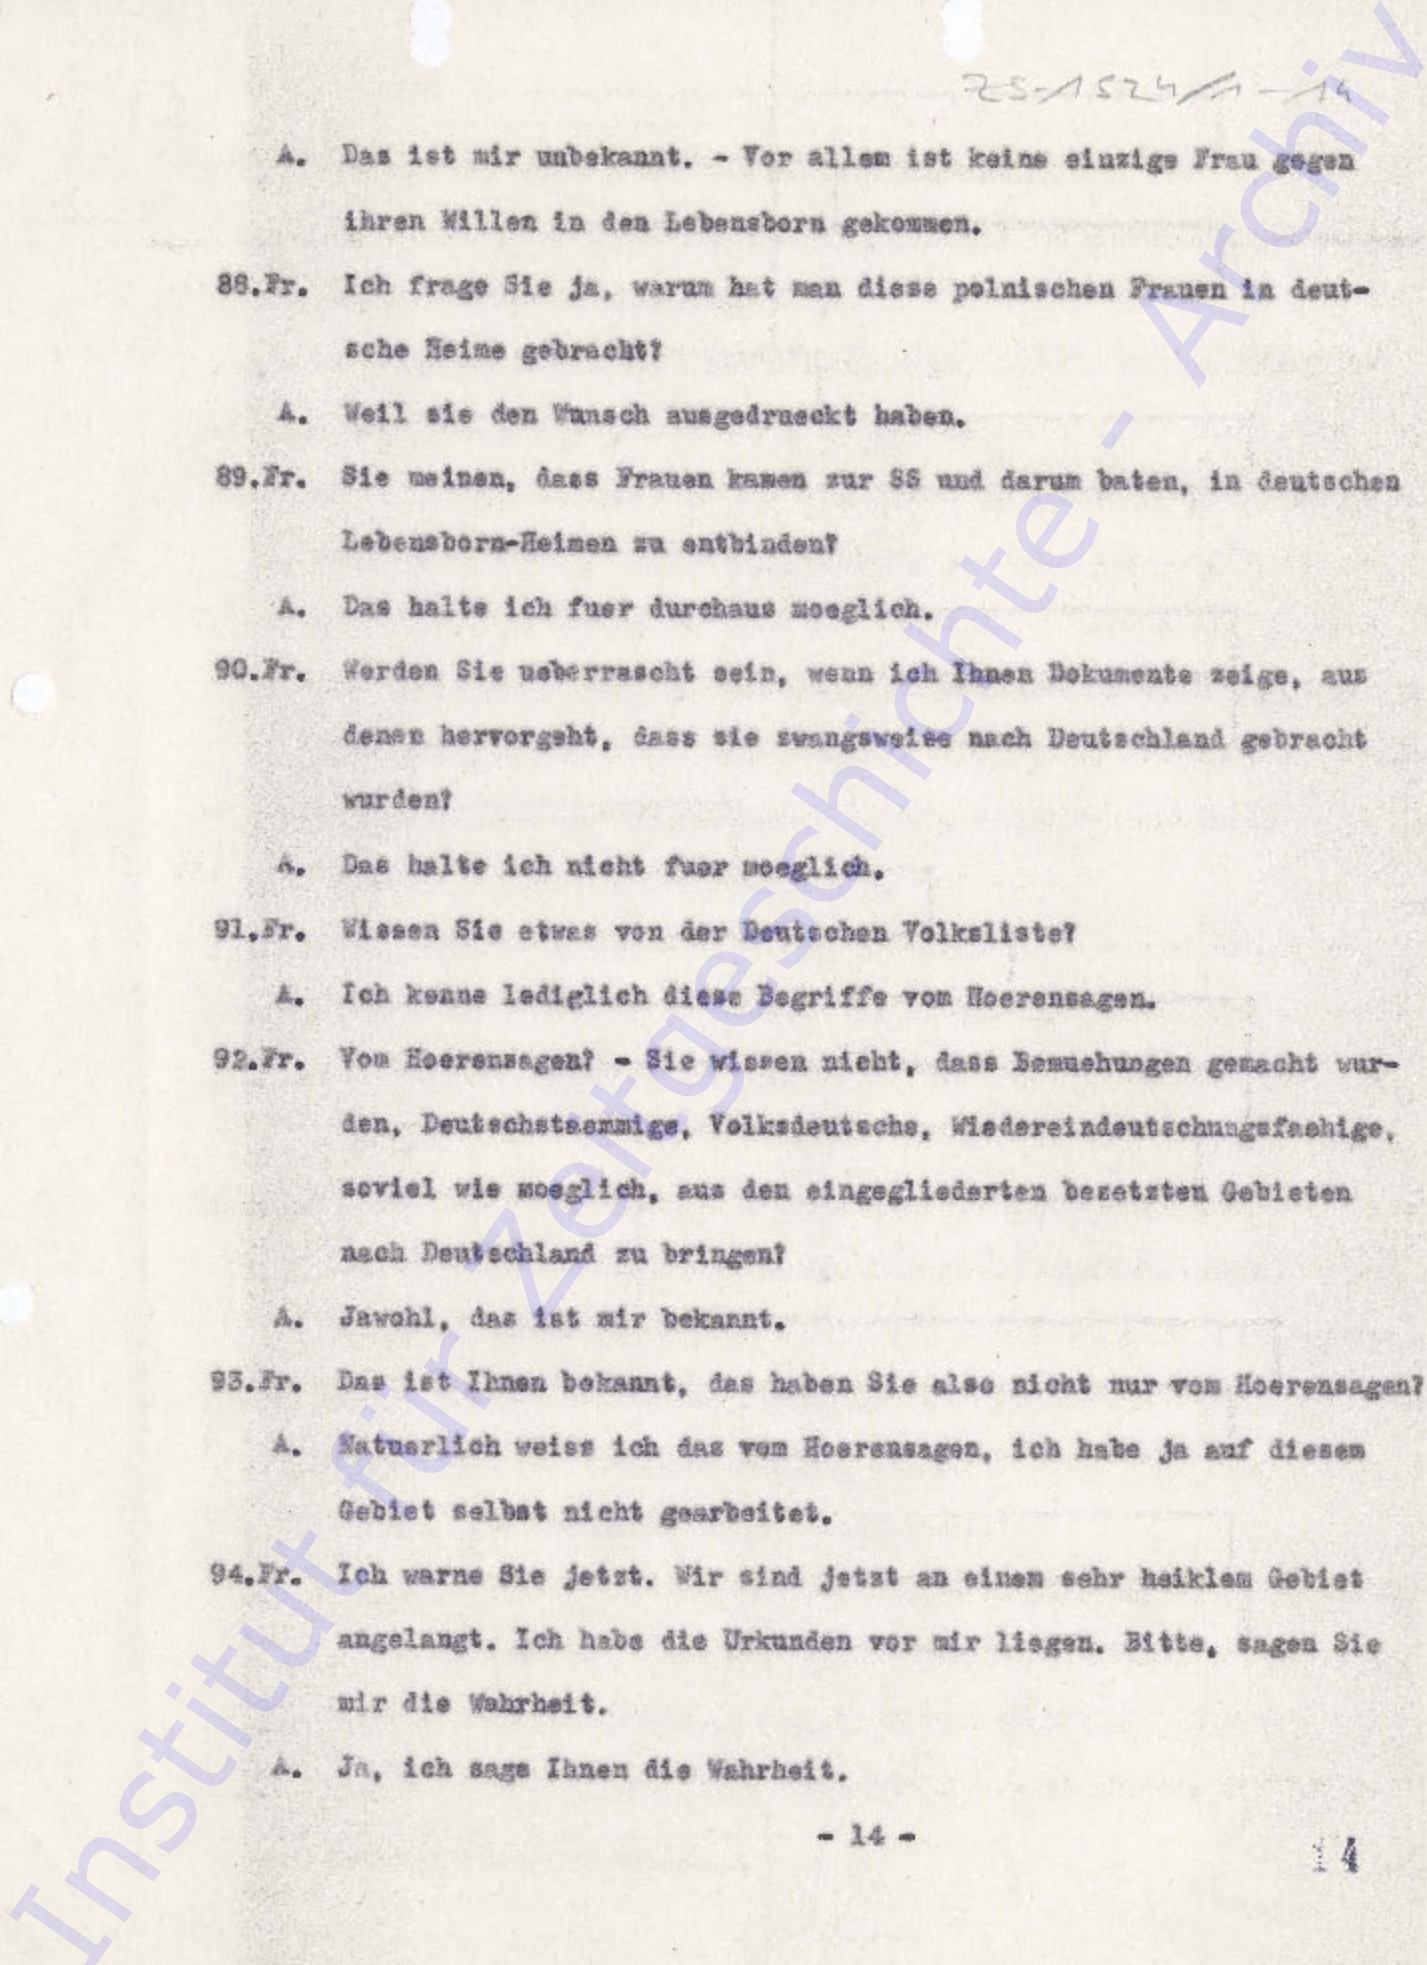 ZS-1524/1-14
A. Das ist mir unbekannt. - Vor allem ist keine einzige Frau gegen
ihren Willen in den Lebensborn gekommen.
88.Fr. Ich frage Sie ja, warum hat man diese polnischen Frauen in deut-
sche Heime gebracht?
A. Weil sie den Wunsch ausgedrueckt haben.
89.Fr. Sie meinen, dass Frauen kamen zur SS und darum baten, in deutschen
Lebensborn-Heimen zu entbinden?
A. Das halte ich fuer durchaus moeglich.
90.Fr. Werden Sie ueberrascht sein, wenn ich Ihnen Dokumente zeige, aus
denen hervorgeht, dass sie zwangsweise nach Deutschland gebracht
wurden?
A. Das halte ich nicht fuer moeglich.
91.Fr. Wissen Sie etwas von der Deutschen Volksliste?
A. Ich kenne lediglich diese Begriffe vom Hoerensagen.
92.Fr. Vom Hoerensagen? - Sie wissen nicht, dass Bemuehungen gemacht wur-
den, Deutschstaemmige, Volksdeutsche, Wiedereindeutschungsfaehige,
soviel wie moeglich, aus den eingegliederten besetzten Gebieten
nach Deutschland zu bringen?
A. Jawohl, das ist mir bekannt.
93.Fr. Das ist Ihnen bekannt, das haben Sie also nicht nur vom Hoerensagen?
A. Natuerlich weiss ich das vom Hoerensagen, ich habe ja auf diesem
Gebiet selbst nicht gearbeitet.
94.Fr. Ich warne Sie jetzt. Wir sind jetzt an einem sehr heiklem Gebiet
angelangt. Ich habe die Urkunden vor mir liegen. Bitte, sagen Sie
mir die Wahrheit.
A. Ja, ich sage Ihnen die Wahrheit.
- 14 -
14
Institut für Zeitgeschichte - Archiv